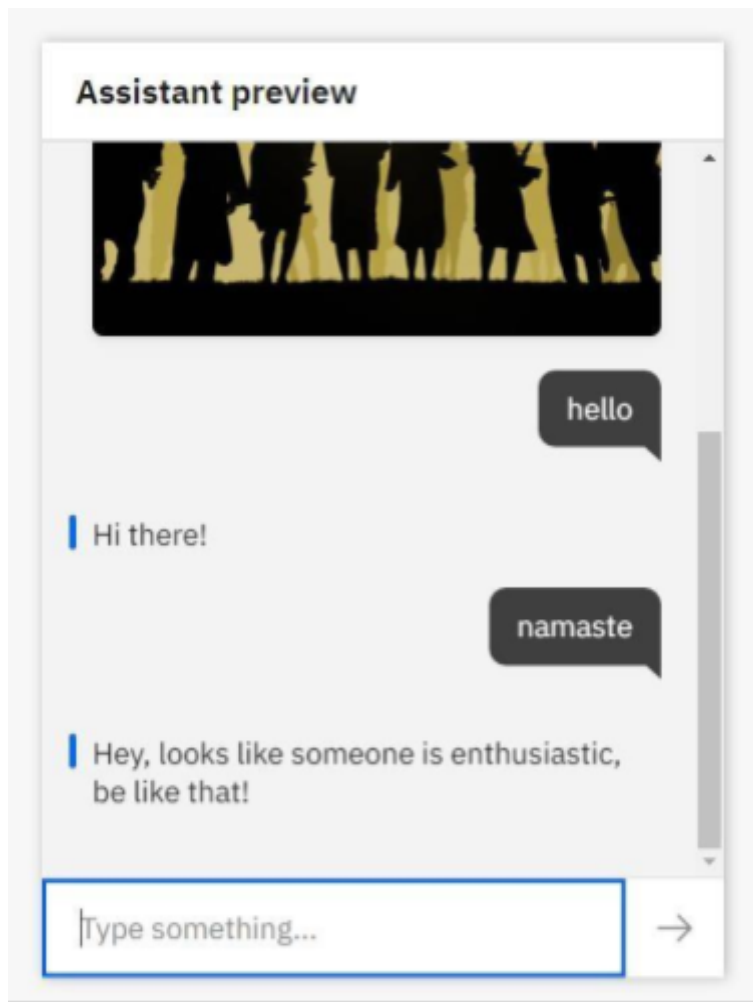 Assistant preview
hello
Hi there!
namaste
Hey, looks like someone is enthusiastic,
be like that!
Type something...